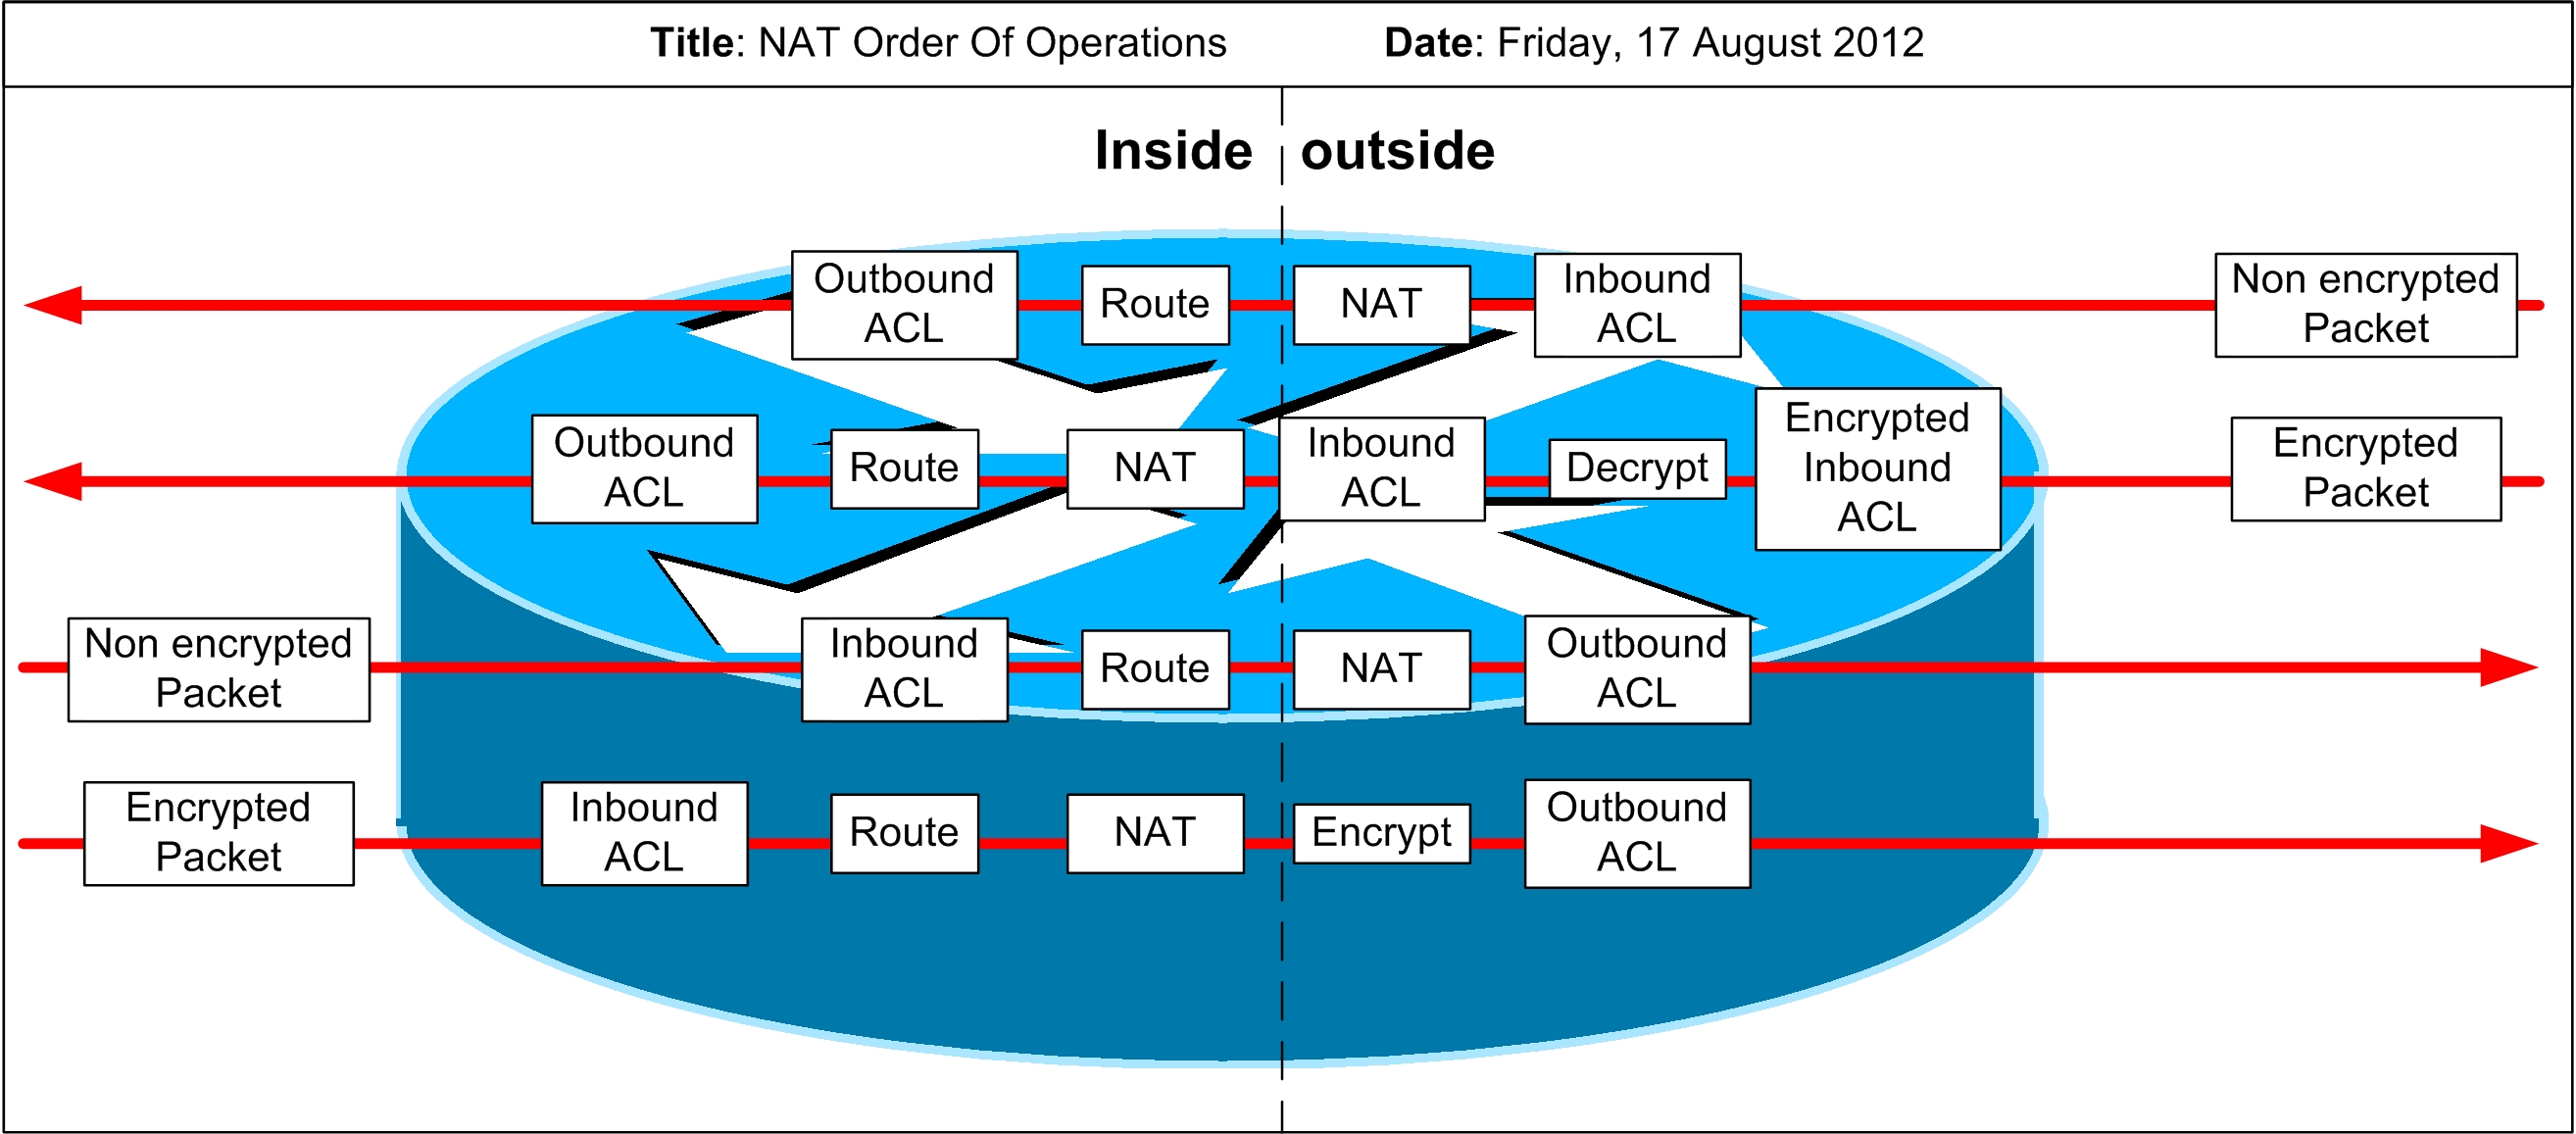 Title: NAT Order Of Operations
Date: Friday, 17 August 2012
Inside
outside
Outbound
ACL
Route
NAT
Inbound
ACL
Non encrypted
Packet
Outbound
ACL
Route
NAT
Inbound
ACL
Decrypt
Encrypted
Inbound
ACL
Encrypted
Packet
Non encrypted
Packet
Inbound
ACL
Route
NAT
Outbound
ACL
Encrypted
Packet
Inbound
ACL
Route
NAT
Encrypt
Outbound
ACL